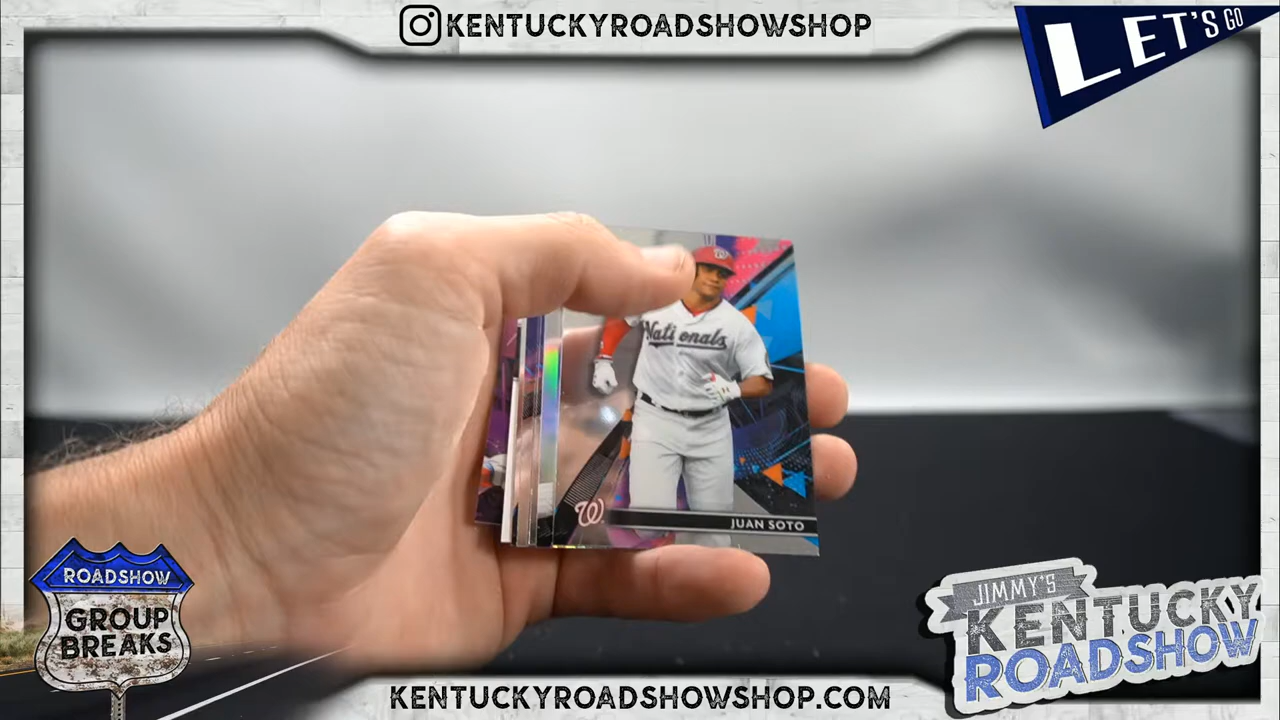 KENTUCKYROADSHOWSHOP
LET'S GO
W
Nationals
W
JUAN SOTO
ROADSHOW
GROUP
BREAKS
JIMMY'S
KENTUCKY
ROADSHOW
KENTUCKYROADSHOWSHOP.COM